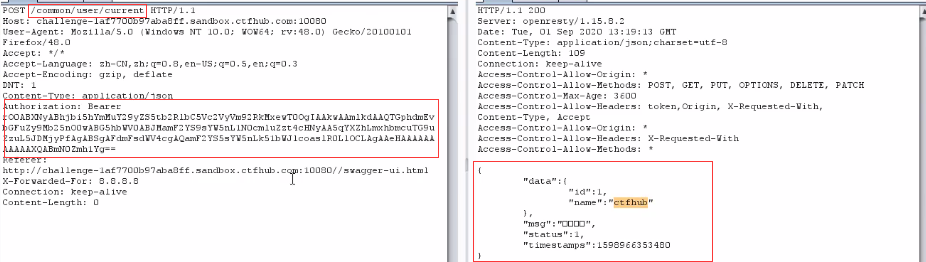 POST /common/user/current HTTP/1.1
Host: challenge-1af7700b97aba8ff.sandbox.ctfhub.com:10080
User-Agent: Mozilla/5.0 (Windows NT 10.0; WOW64; rv:48.0) Gecko/20100101
Firefox/48.0
Accept: */*
Accept-Language: zh-CN,zh;q=0.8,en-US;q=0.5,en;q=0.3
Accept-Encoding: gzip, deflate
DNT: 1
Content-Type: application/json
Authorization: Bearer
Referer:
http://challenge-1af7700b97aba8ff.sandbox.ctfhub.com:10080//swagger-ui.html
X-Forwarded-For: 8.8.8.8
Connection: keep-alive
Content-Length: 0
HTTP/1.1 200
Server: openresty/1.15.8.2
Date: Tue, 01 Sep 2020 13:19:13 GMT
Content-Type: application/json;charset=utf-8
Content-Length: 109
Connection: keep-alive
Access-Control-Allow-Origin: *
Access-Control-Allow-Methods: POST, GET, PUT, OPTIONS, DELETE, PATCH
Access-Control-Max-Age: 3600
Access-Control-Allow-Headers: token,Origin, X-Requested-With,
Content-Type, Accept
Access-Control-Allow-Origin: *
Access-Control-Allow-Headers: X-Requested-With
Access-Control-Allow-Methods: *
{
"data":{
"id":1,
"name":"ctfhub"
},
"msg":"□□□□",
"status":1,
"timestamps":1598966353480
}